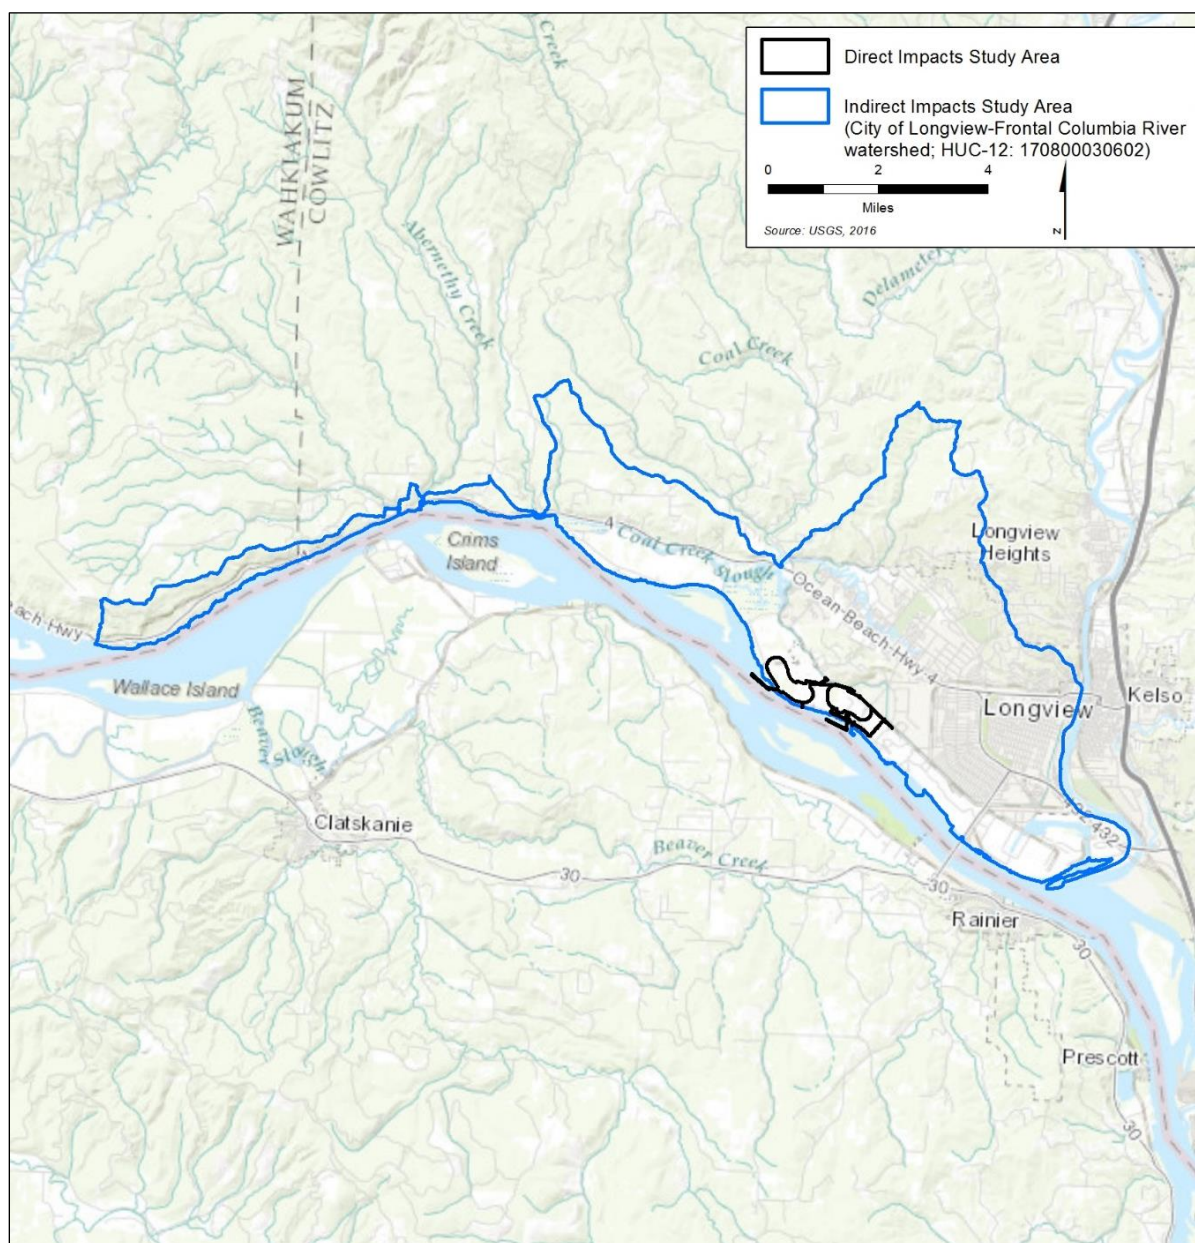 Direct Impacts Study Area
Indirect Impacts Study Area
(City of Longview-Frontal Columbia River
watershed; HUC-12: 170800030602)
0 2 4
Miles
Source: USGS, 2016
N
Creek
WAHKIAKUM
COWLITZ
Abernethy Creek
Delameter
Coal Creek
4
Coal Creek Slough
Longview
Heights
Crims
Island
Ocean-Beach-Hwy 4
each-Hwy
Wallace Island
Kelso
Longview
Beaver
Slough
432
432
Clatskanie
Beaver Creek
30
30
Rainier
30
Prescott
30